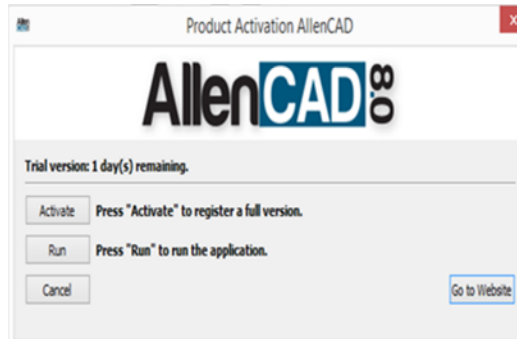 Product Activation AllenCAD
x
AllenCAD 8.0
Trial version: 1 day(s) remaining.
Activate Press "Activate" to register a full version.
Run Press "Run" to run the application.
Cancel Go to Website